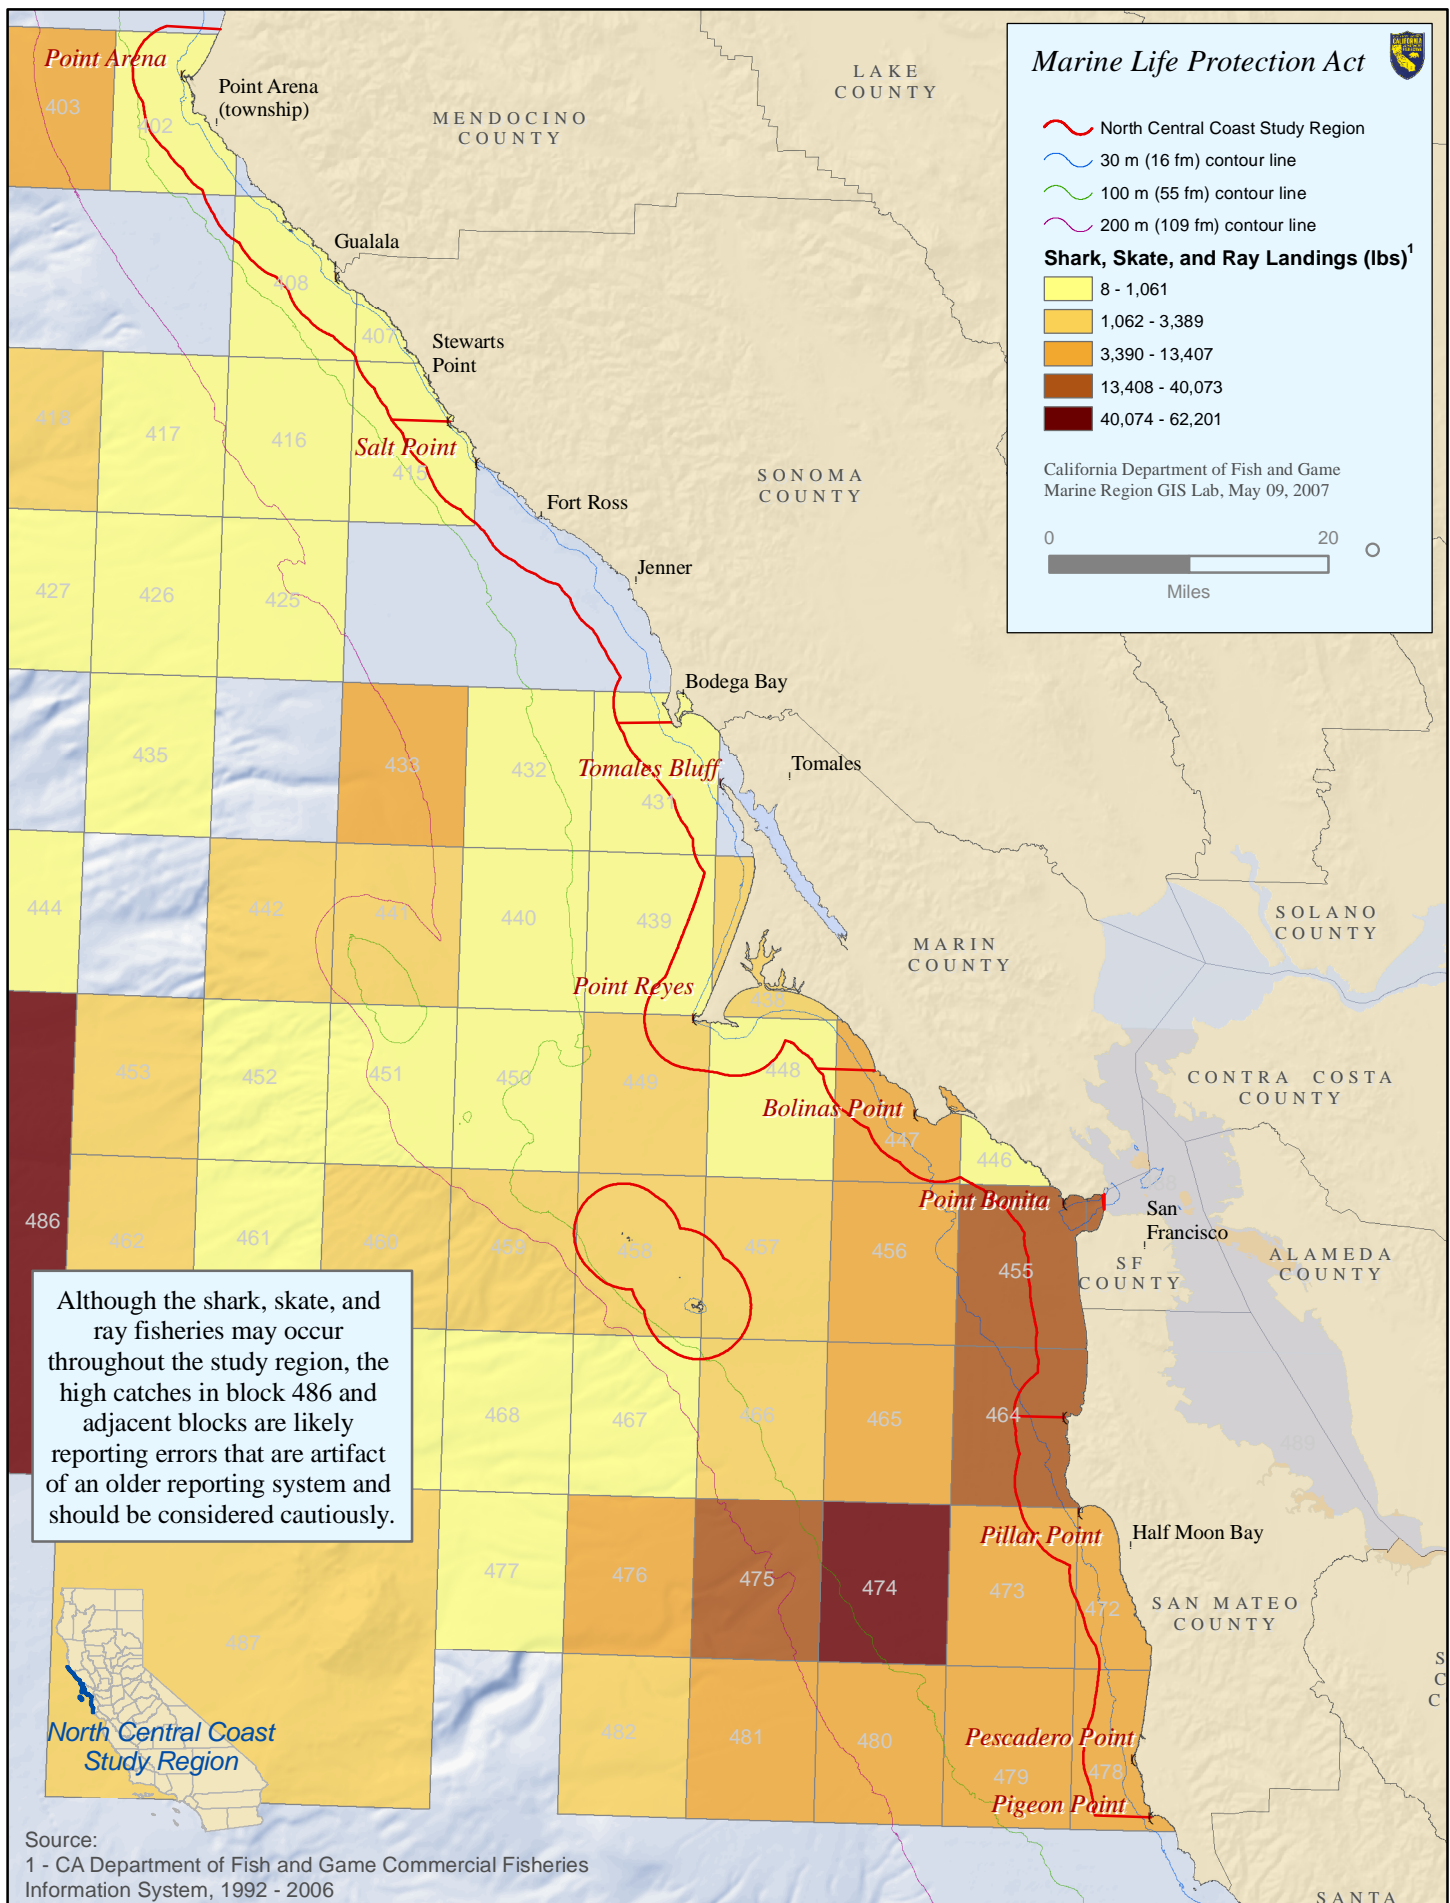 Marine Life Protection Act
North Central Coast Study Region
30 m (16 fm) contour line
100 m (55 fm) contour line
200 m (109 fm) contour line
Shark, Skate, and Ray Landings (lbs)1
8 - 1,061
1,062 - 3,389
3,390 - 13,407
13,408 - 40,073
40,074 - 62,201
California Department of Fish and Game
Marine Region GIS Lab, May 09, 2007
0 20
Miles
Point Arena
Point Arena
(township)
403
402
MENDOCINO
COUNTY
LAKE
COUNTY
Gualala
408
407
Stewarts
Point
418
417
416
415
Salt Point
SONOMA
COUNTY
Fort Ross
Jenner
427
426
425
Bodega Bay
435
433
432
431
Tomales Bluff
Tomales
444
442
441
440
439
Point Reyes
438
MARIN
COUNTY
SOLANO
COUNTY
453
452
451
450
449
448
447
446
Bolinas Point
CONTRA COSTA
COUNTY
Point Bonita
San
Francisco
486
462
461
460
459
458
457
456
455
SF
COUNTY
ALAMEDA
COUNTY
Although the shark, skate, and
ray fisheries may occur
throughout the study region, the
high catches in block 486 and
adjacent blocks are likely
reporting errors that are artifact
of an older reporting system and
should be considered cautiously.
468
467
466
465
464
489
Pillar Point
Half Moon Bay
477
476
475
474
473
472
SAN MATEO
COUNTY
487
482
481
480
479
478
Pescadero Point
Pigeon Point
S
C
C
North Central Coast
Study Region
Source:
1 - CA Department of Fish and Game Commercial Fisheries
Information System, 1992 - 2006
SANTA